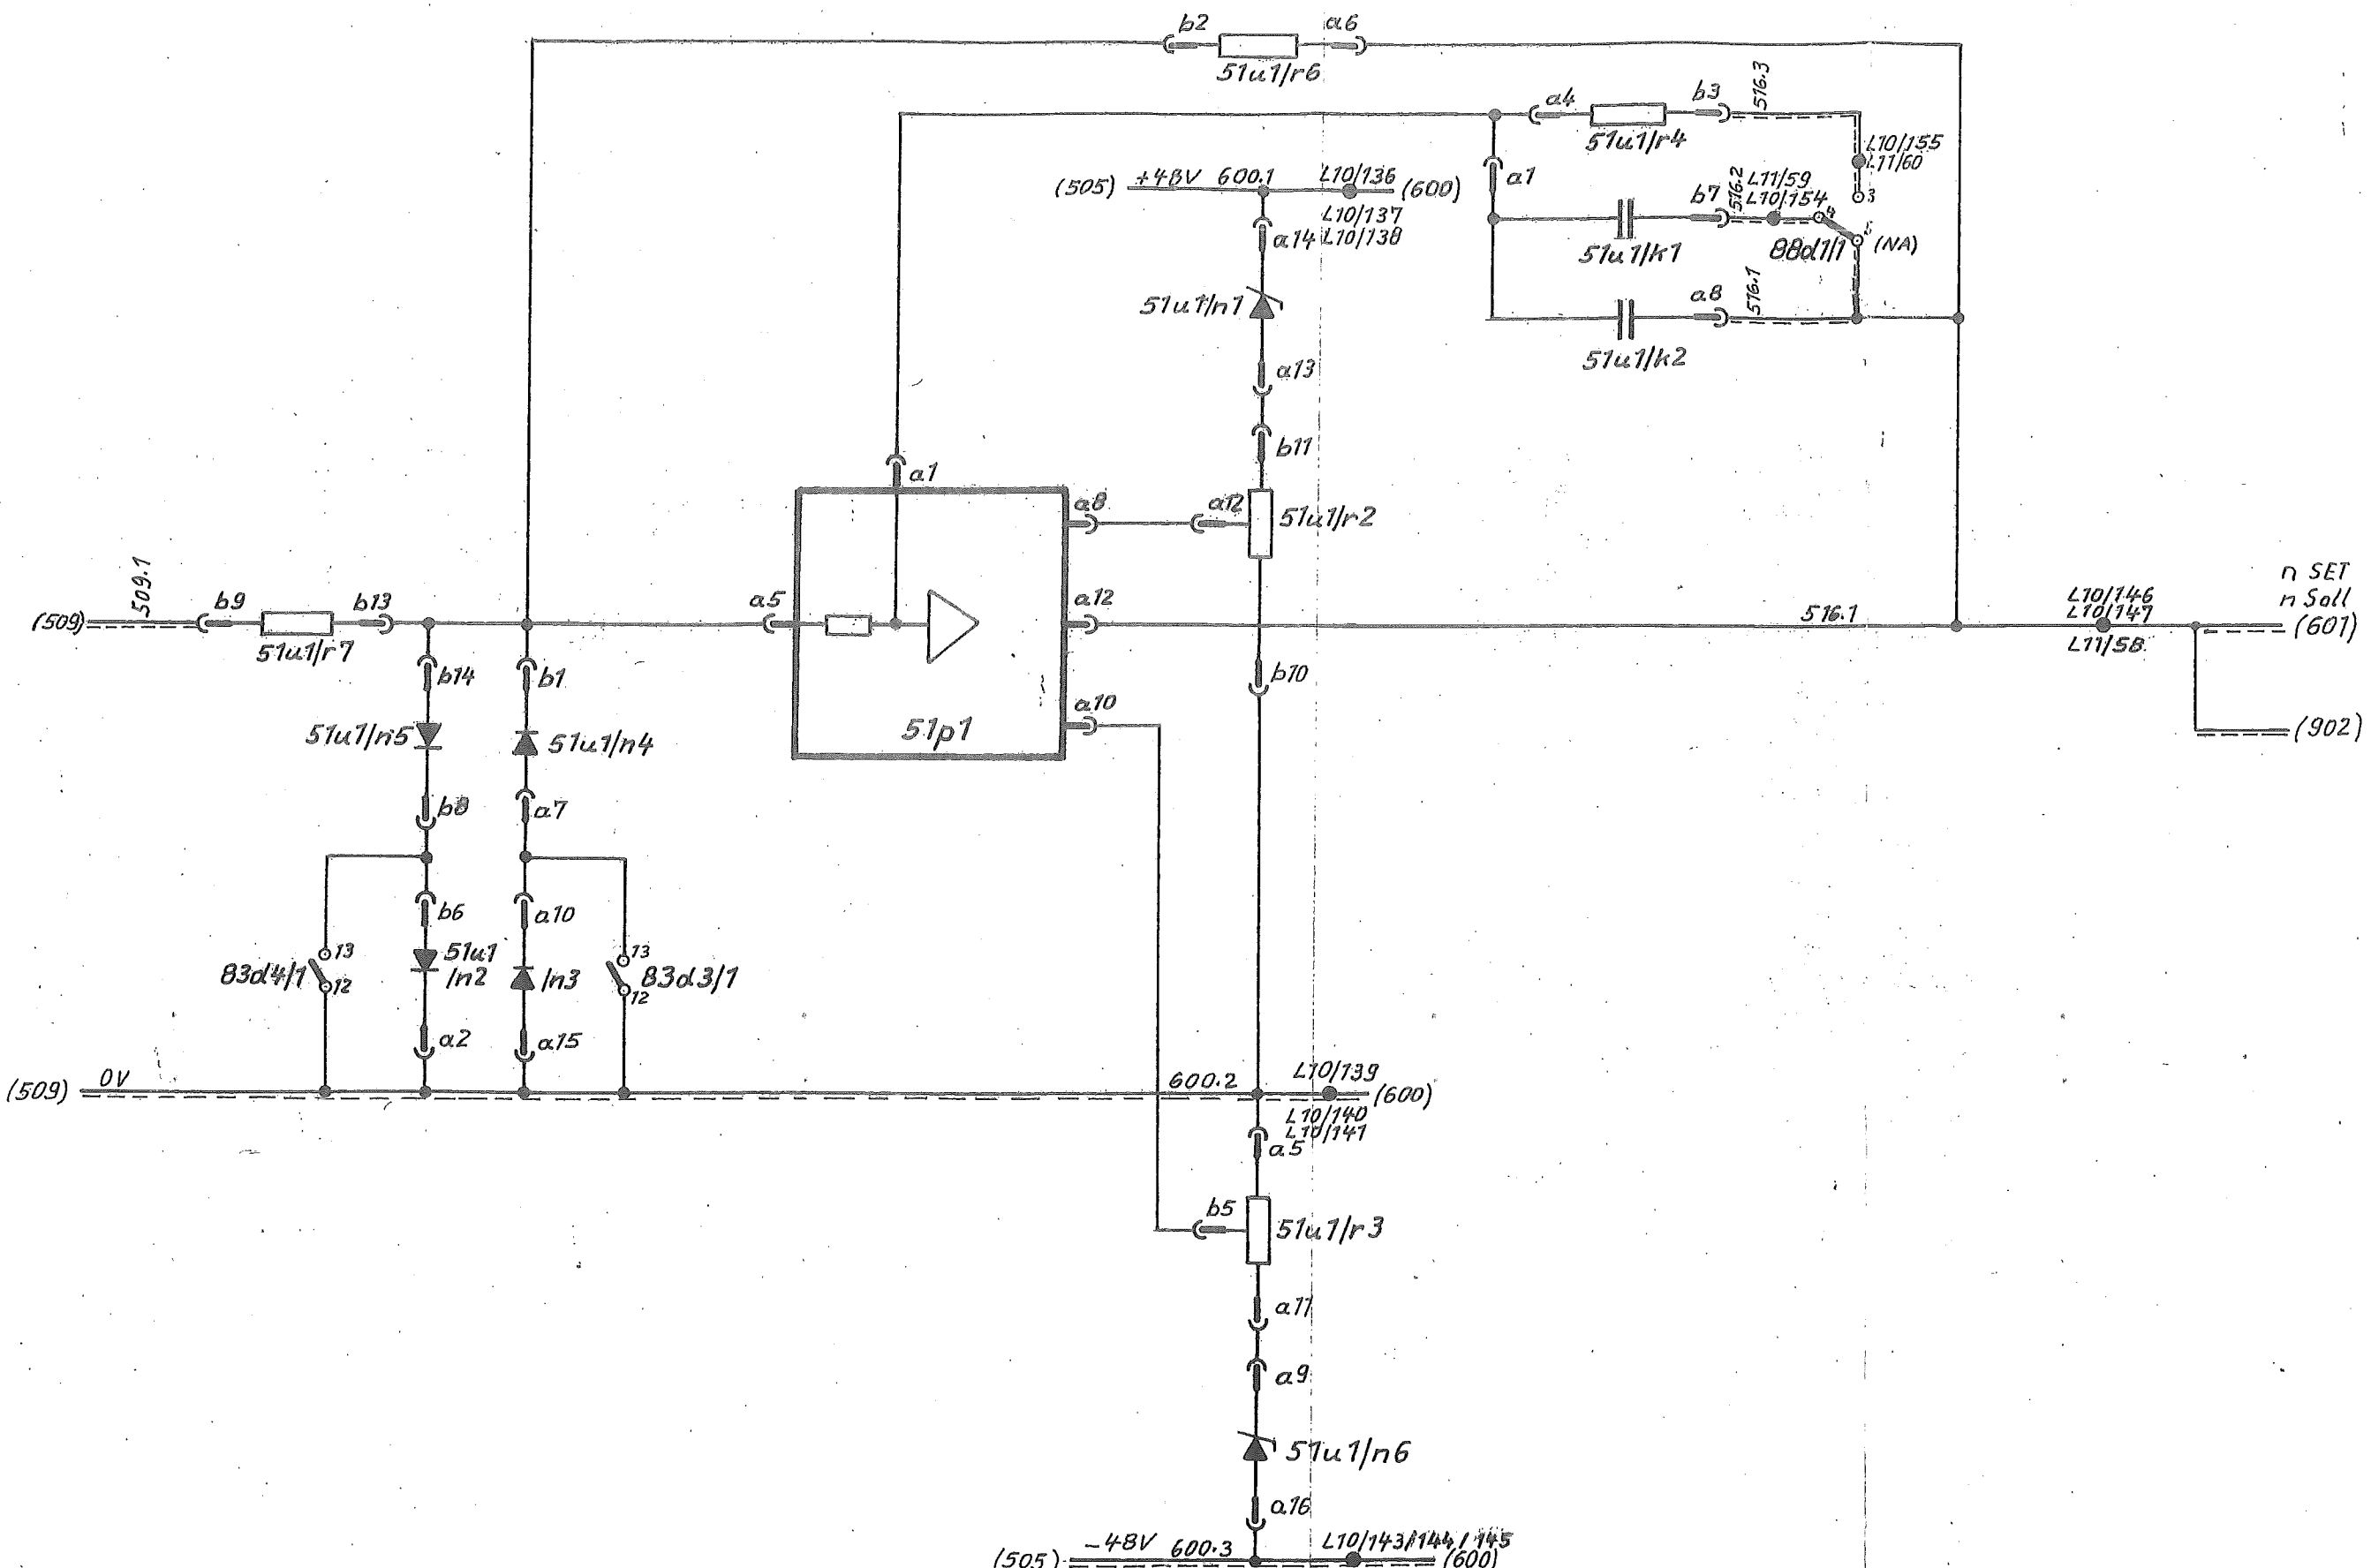 b2
a6
51u1/r6
a4
b3
516.3
51u1/r4
L10/155
L11/60
3
(505)
+48V
600.1
L10/136
(600)
L10/137
L10/138
a14
a1
b7
516.2
L11/59
L10/154
4
5
(NA)
88d1/1
51u1/k1
51u1/n1
a8
516.1
51u1/k2
a13
b11
a1
a8
a12
51u1/r2
(509)
509.1
b9
b13
51u1/r7
a5
a12
516.1
L10/146
L10/147
L11/58
n SET
n Soll
(601)
(902)
b14
b1
b10
a10
51p1
51u1/n5
51u1/n4
b8
a7
b6
a10
83d4/1
13
12
51u1
/n2
/n3
13
12
83d3/1
a2
a15
(509)
0V
600.2
L10/139
(600)
L10/140
L10/141
a5
b5
51u1/r3
a11
a9
51u1/n6
a16
(505)
-48V
600.3
L10/143/144/145
(600)